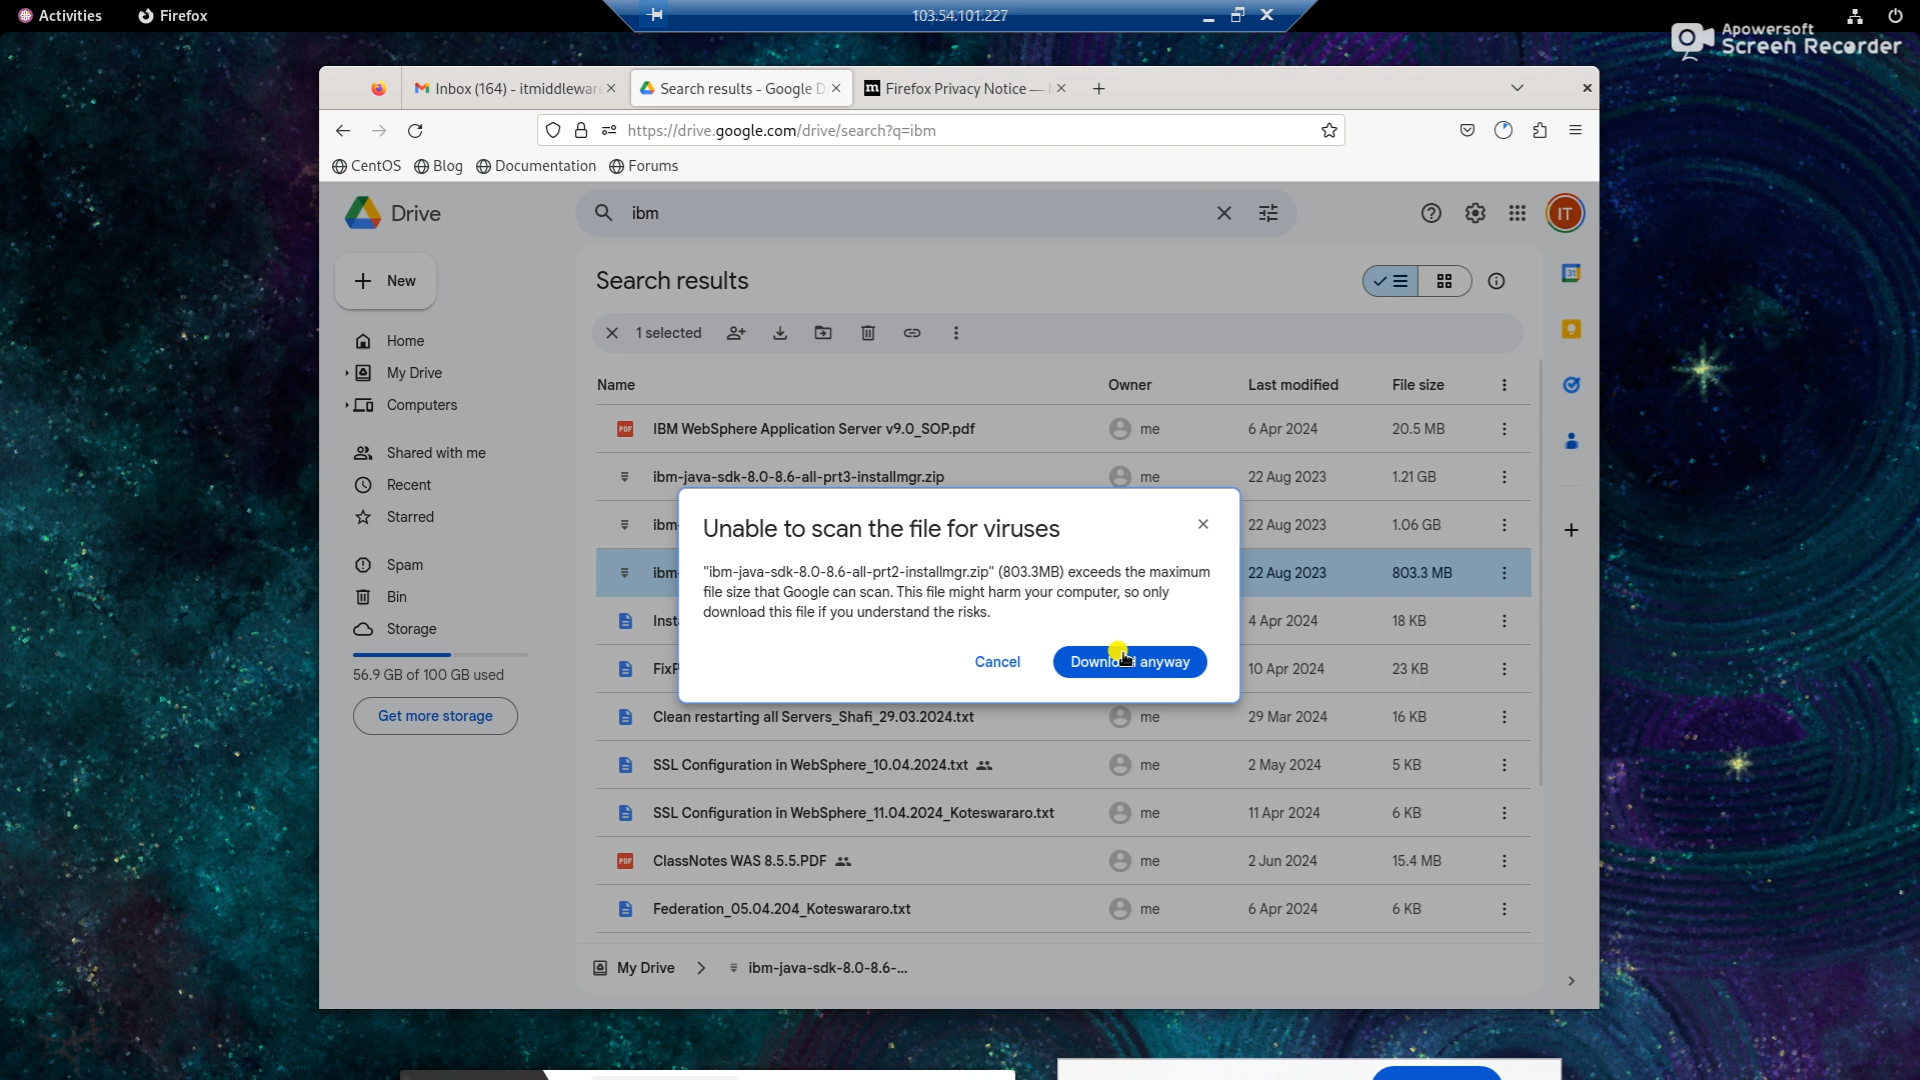 Activities
Firefox
103.54.101.227
Apowersoft
Screen Recorder
Inbox (164) - itmiddleware
Search results - Google D
Firefox Privacy Notice —
https://drive.google.com/drive/search?q=ibm
CentOS
Blog
Documentation
Forums
Drive
ibm
IT
New
Search results
1 selected
Home
My Drive
Computers
Shared with me
Recent
Starred
Spam
Bin
Storage
56.9 GB of 100 GB used
Get more storage
Name Owner Last modified File size
IBM WebSphere Application Server v9.0_SOP.pdf me 6 Apr 2024 20.5 MB
ibm-java-sdk-8.0-8.6-all-prt3-installmgr.zip me 22 Aug 2023 1.21 GB
ibm- 22 Aug 2023 1.06 GB
ibm- 22 Aug 2023 803.3 MB
Inst 4 Apr 2024 18 KB
FixP 10 Apr 2024 23 KB
Unable to scan the file for viruses
"ibm-java-sdk-8.0-8.6-all-prt2-installmgr.zip" (803.3MB) exceeds the maximum
file size that Google can scan. This file might harm your computer, so only
download this file if you understand the risks.
Cancel
Download anyway
Clean restarting all Servers_Shafi_29.03.2024.txt me 29 Mar 2024 16 KB
SSL Configuration in WebSphere_10.04.2024.txt me 2 May 2024 5 KB
SSL Configuration in WebSphere_11.04.2024_Koteswararo.txt me 11 Apr 2024 6 KB
ClassNotes WAS 8.5.5.PDF me 2 Jun 2024 15.4 MB
Federation_05.04.204_Koteswararo.txt me 6 Apr 2024 6 KB
My Drive
ibm-java-sdk-8.0-8.6-...